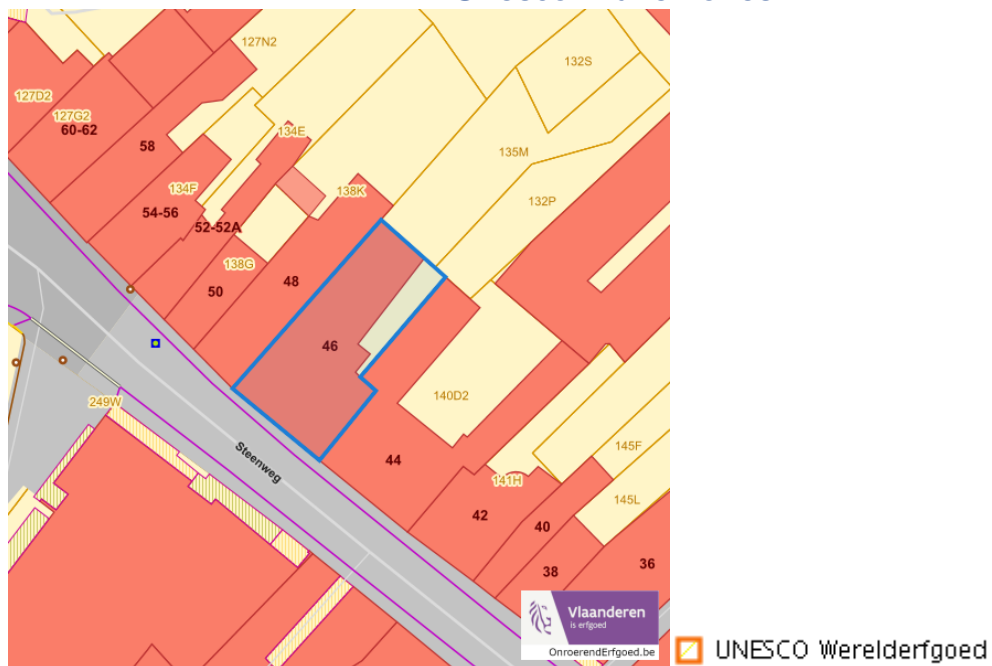 127N2
132S
127D2
127G2
60-62
58
134E
135M
134F
138K
132P
54-56
52-52A
138G
50
48
46
249W
140D2
Steenweg
44
145F
141H
145L
42
40
38
36
Vlaanderen
is erfgoed
OnroerendErfgoed.be
UNESCO Werelderfgoed